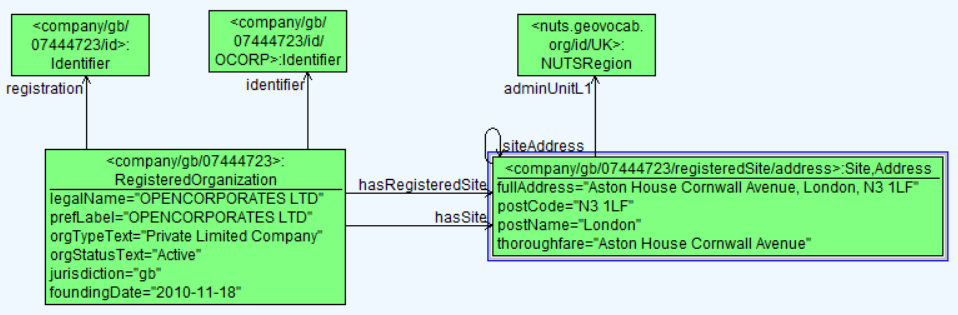 <company/gb/
07444723/id>:
Identifier
<company/gb/
07444723/id/
OCORP>:Identifier
<nuts.geovocab.
org/id/UK>:
NUTSRegion
registration
identifier
adminUnitL1
siteAddress
<company/gb/07444723>:
RegisteredOrganization
legalName="OPENCORPORATES LTD"
prefLabel="OPENCORPORATES LTD"
orgTypeText="Private Limited Company"
orgStatusText="Active"
jurisdiction="gb"
foundingDate="2010-11-18"
hasRegisteredSite
hasSite
<company/gb/07444723/registeredSite/address>:Site,Address
fullAddress="Aston House Cornwall Avenue, London, N3 1LF"
postCode="N3 1LF"
postName="London"
thoroughfare="Aston House Cornwall Avenue"